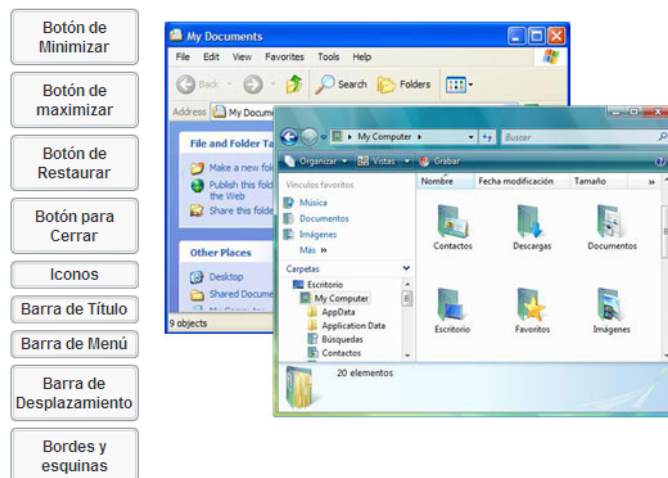 Botón de
Minimizar
Botón de
maximizar
Botón de
Restaurar
Botón para
Cerrar
Iconos
Barra de Título
Barra de Menú
Barra de
Desplazamiento
Bordes y
esquinas
My Documents
File Edit View Favorites Tools Help
Back Search Folders
Address My Docum
File and Folder Ta
Make a new fol
Publish this fold
the Web
Share this folde
Other Places
Desktop
Shared Docume
My Computer
9 objects
My Computer
Buscar
Organizar Vistas Grabar
Vínculos favoritos
Música
Documentos
Imágenes
Más »
Carpetas
Escritorio
My Computer
AppData
Application Data
Búsquedas
Contactos
Nombre Fecha modificación Tamaño »
Contactos Descargas Documentos
Escritorio Favoritos Imágenes
20 elementos